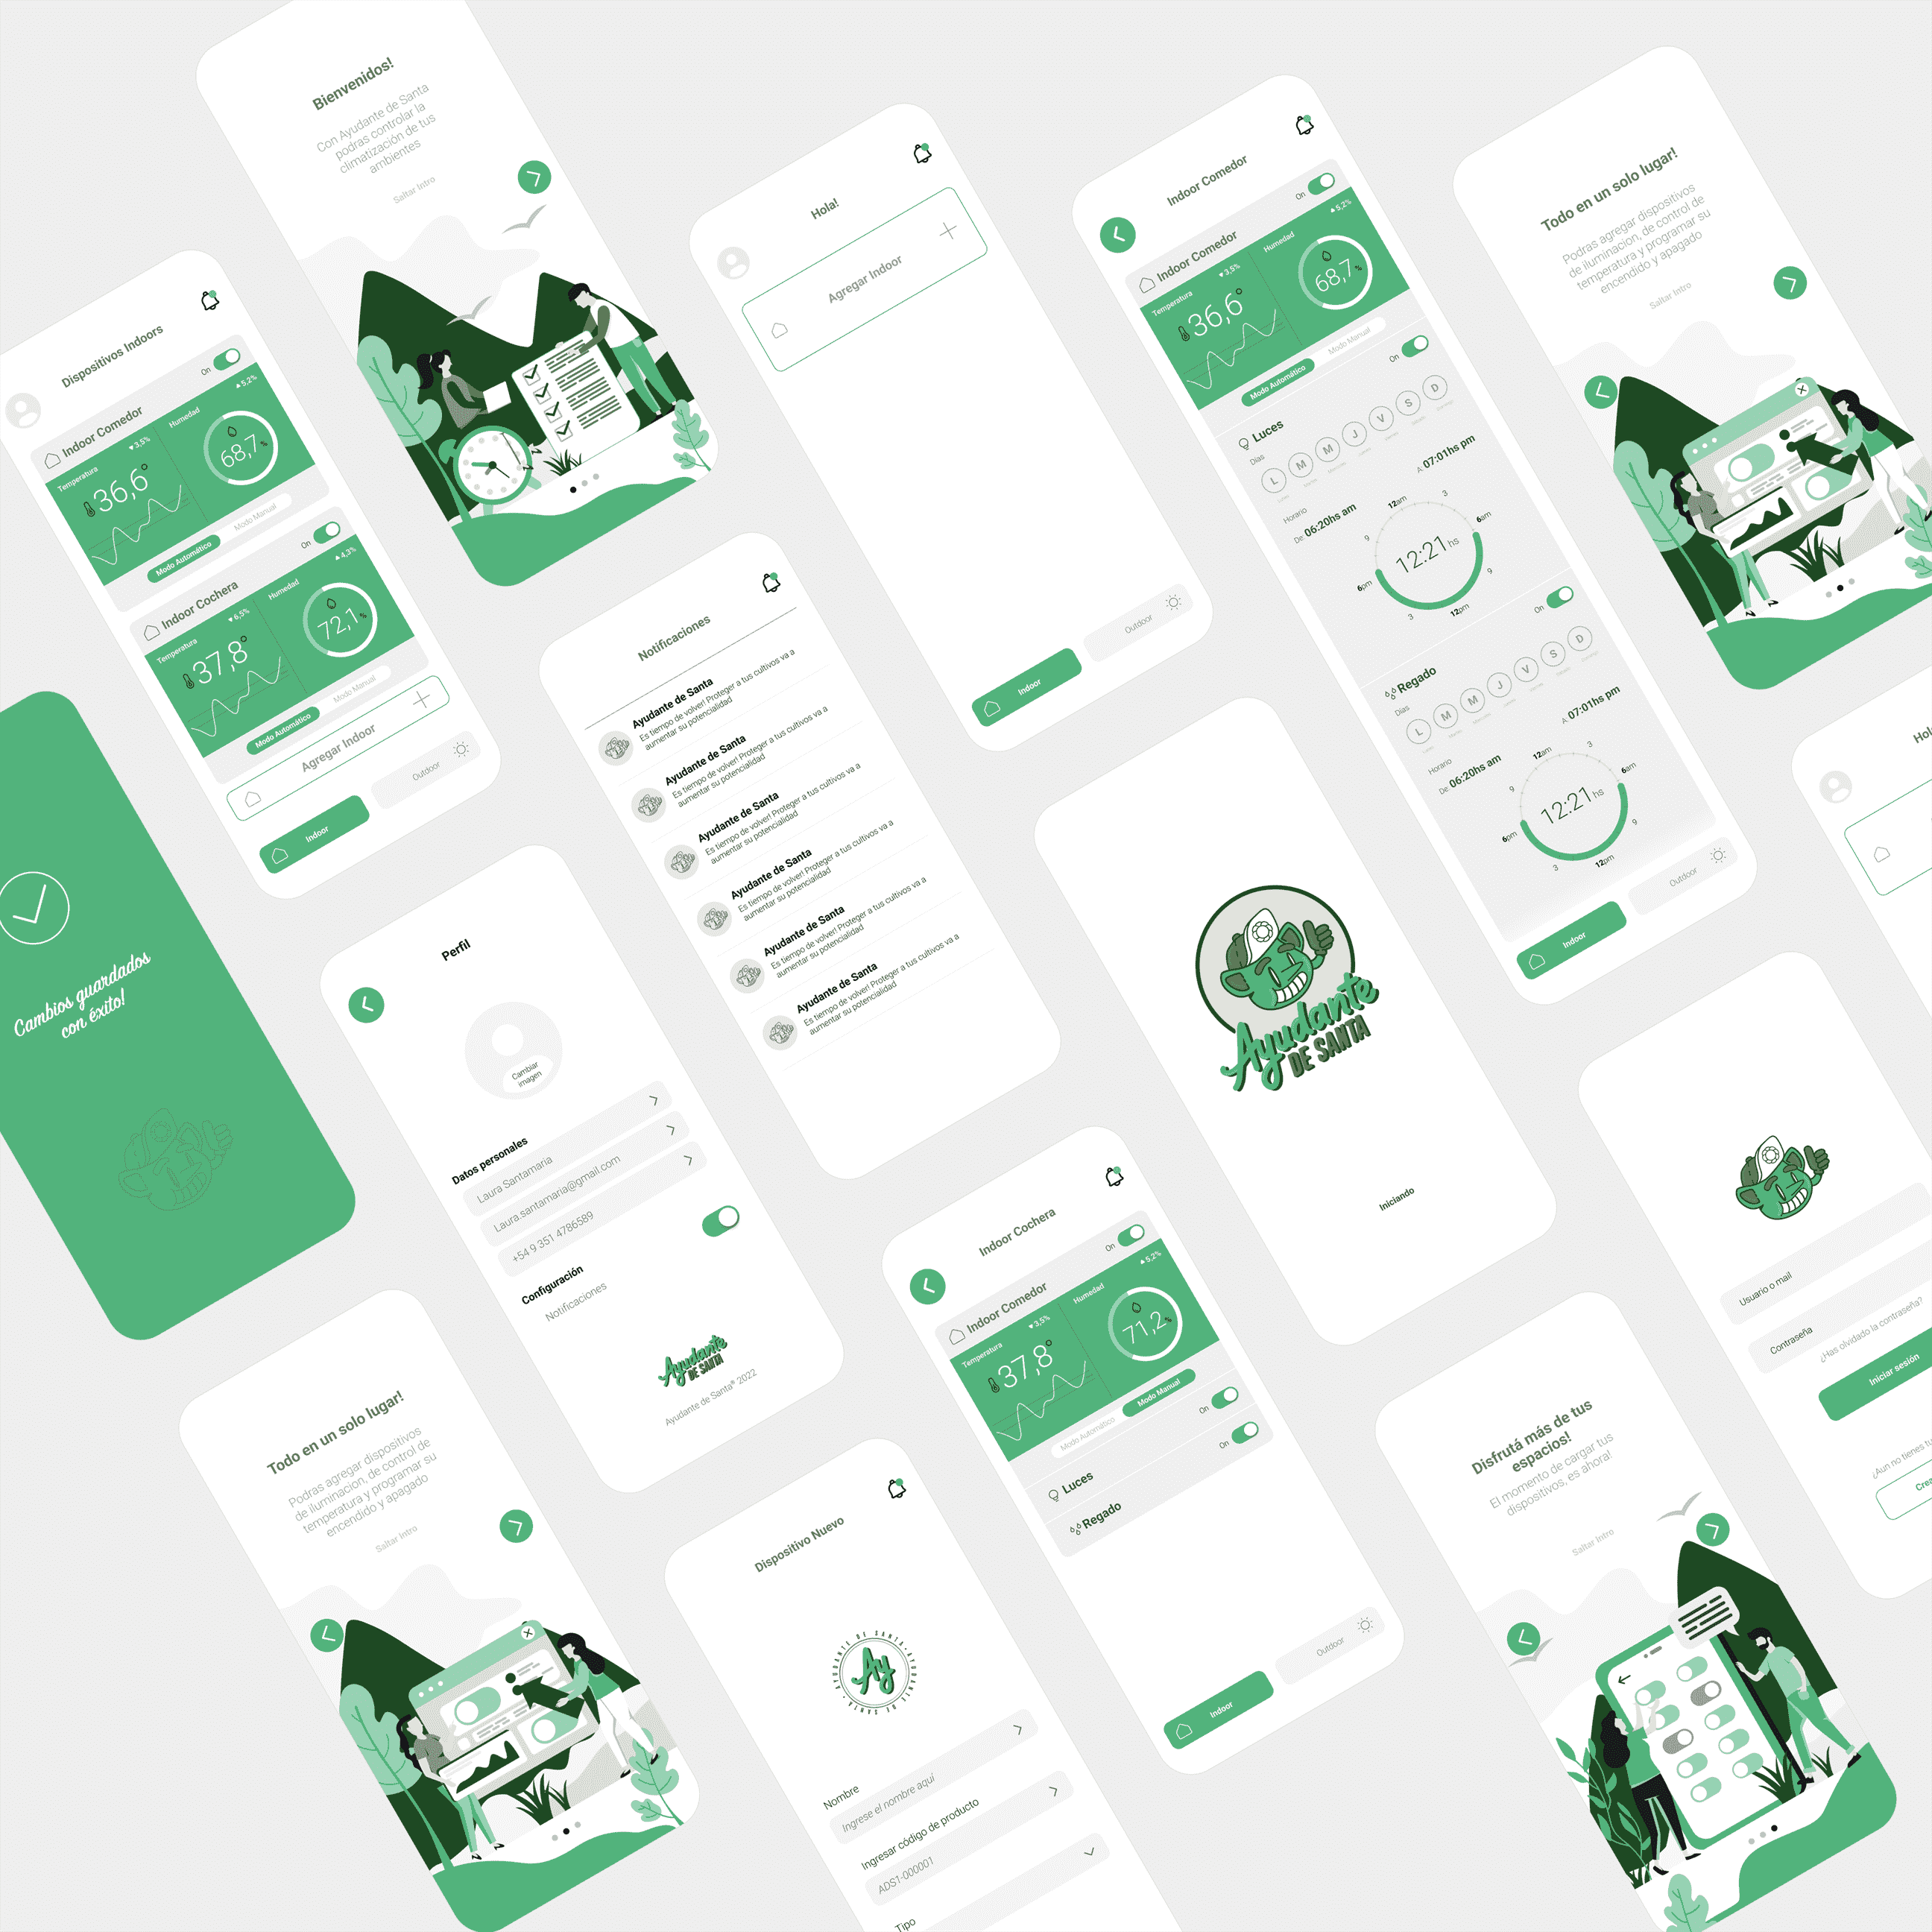 Bienvenidos!
Con Ayudante de Santa
podras controlar la
climatización de tus
ambientes
Saltar Intro
Dispositivos Indoors
Indoor Comedor
On
Temperatura
▼3,5%
36,6°
Humedad
▲5,2%
68,7%
Modo Automático
Modo Manual
Indoor Cochera
On
Temperatura
▼6,5%
37,8°
Humedad
▲4,3%
72,1%
Modo Automático
Modo Manual
Agregar Indoor
Indoor
Outdoor
Hola!
Agregar Indoor
Indoor
Outdoor
Indoor Comedor
Indoor Comedor
On
Temperatura
▼3,5%
36,6°
Humedad
▲5,2%
68,7%
Modo Automático
Modo Manual
Luces
On
Dias
L M M J V S D
Horario
De 06:20hs am
A 07:01hs pm
12am
3
6am
9
12pm
3
6pm
9
12:21 hs
Regado
On
Dias
L M M J V S D
Horario
De 06:20hs am
A 07:01hs pm
12am
3
6am
9
12pm
3
6pm
9
12:21 hs
Indoor
Outdoor
Todo en un solo lugar!
Podras agregar dispositivos
de iluminacion, de control de
temperatura y programar su
encendido y apagado
Saltar Intro
Cambios guardados
con éxito!
Notificaciones
Ayudante de Santa
Es tiempo de volver! Proteger a tus cultivos va a
aumentar su potencialidad
Ayudante de Santa
Es tiempo de volver! Proteger a tus cultivos va a
aumentar su potencialidad
Ayudante de Santa
Es tiempo de volver! Proteger a tus cultivos va a
aumentar su potencialidad
Ayudante de Santa
Es tiempo de volver! Proteger a tus cultivos va a
aumentar su potencialidad
Ayudante de Santa
Es tiempo de volver! Proteger a tus cultivos va a
aumentar su potencialidad
Ayudante de Santa
Es tiempo de volver! Proteger a tus cultivos va a
aumentar su potencialidad
Perfil
Cambiar
imagen
Datos personales
Laura Santamaria
Laura.santamaria@gmail.com
+54 9 351 4786589
Configuración
Notificaciones
Ayudante
DE SANTA
Ayudante de Santa® 2022
Ayudante
DE SANTA
Iniciando
Usuario o mail
Contraseña
¿Has olvidado la contraseña?
Iniciar sesión
¿Aun no tienes
Indoor Cochera
Indoor Comedor
On
Temperatura
▼3,5%
37,8°
Humedad
▲5,2%
71,2%
Modo Automático
Modo Manual
Luces
On
Regado
On
Indoor
Outdoor
Todo en un solo lugar!
Podras agregar dispositivos
de iluminacion, de control de
temperatura y programar su
encendido y apagado
Saltar Intro
Dispositivo Nuevo
AYUDANTE DE SANTA · AYUDANTE DE SANTA ·
Ay
Nombre
Ingrese el nombre aquí
Ingresar código de producto
ADS1-000001
Tipo
Disfrutá más de tus
espacios!
El momento de cargar tus
dispositivos, es ahora!
Saltar Intro